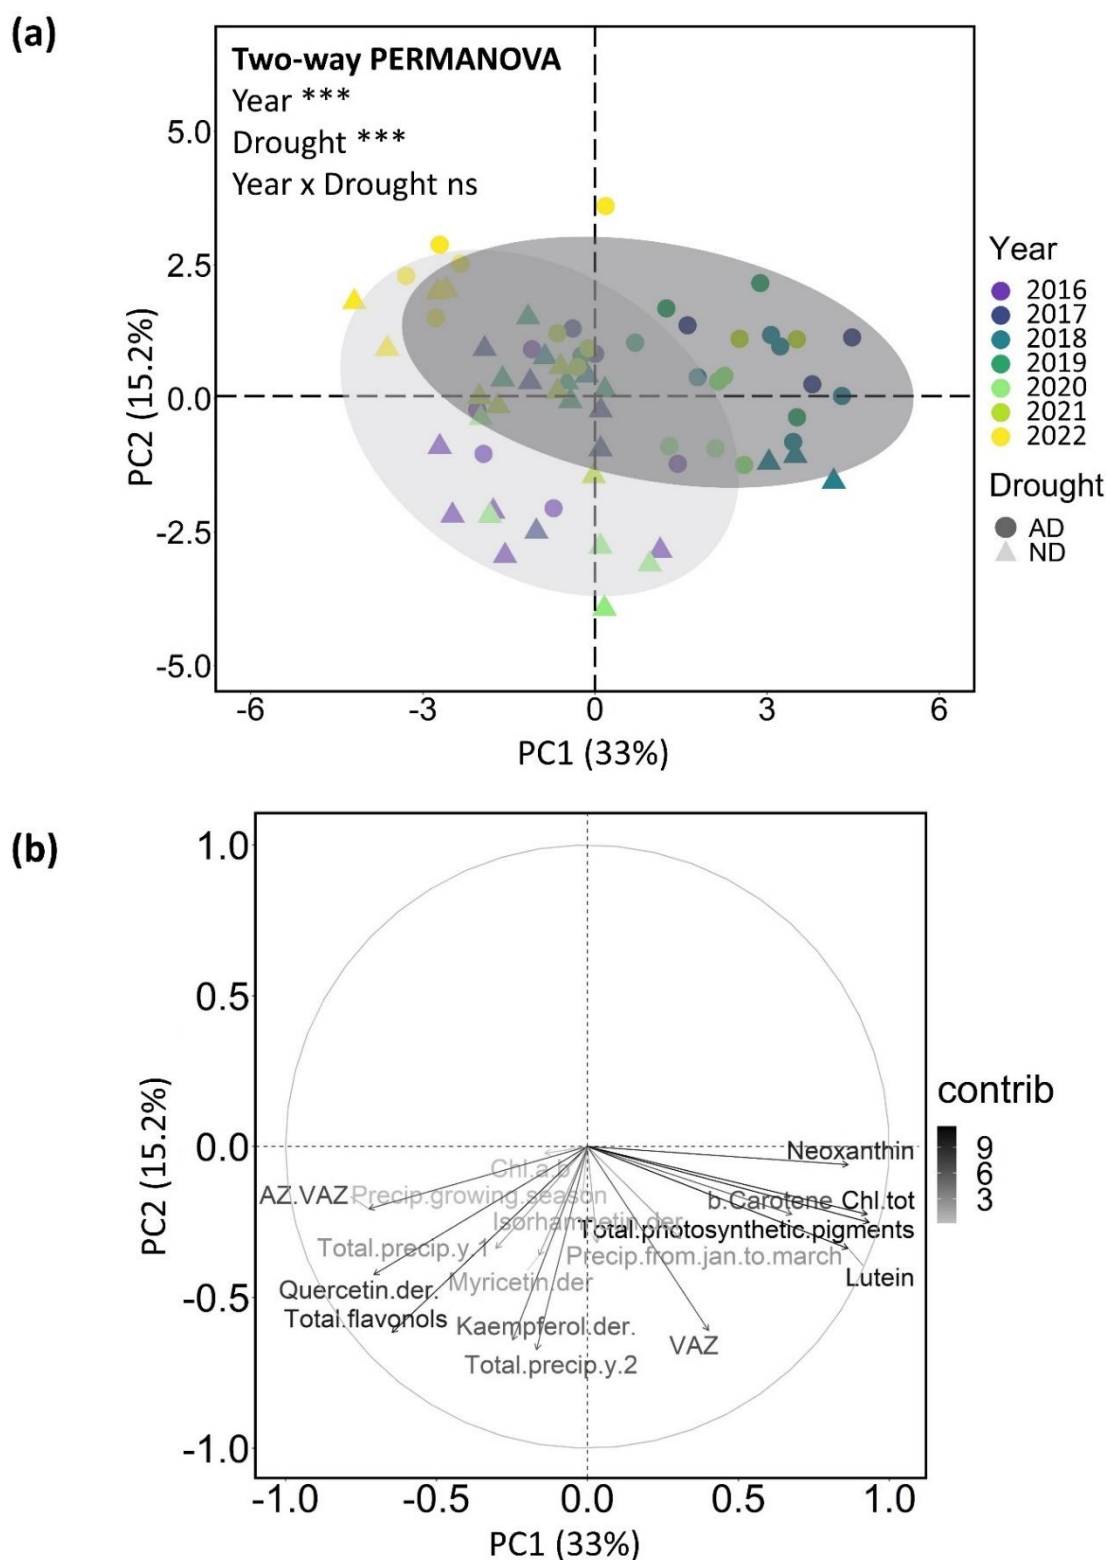 (a)
Two-way PERMANOVA
Year ***
Drought ***
Year x Drought ns
5.0
2.5
0.0
-2.5
-5.0
PC2 (15.2%)
-6 -3 0 3 6
PC1 (33%)
Year
2016
2017
2018
2019
2020
2021
2022
Drought
AD
ND
(b)
1.0
0.5
0.0
-0.5
-1.0
PC2 (15.2%)
Neoxanthin
Chl.a.b
AZ.VAZ
Precip.growing.season
b.Carotene
Chl.tot
Isorhamnetin.der.
Total.photosynthetic.pigments
Total.precip.y.1
Precip.from.jan.to.march
Lutein
Quercetin.der.
Myricetin.der
Total.flavonols
Kaempferol.der.
VAZ
Total.precip.y.2
-1.0 -0.5 0.0 0.5 1.0
PC1 (33%)
contrib
9
6
3